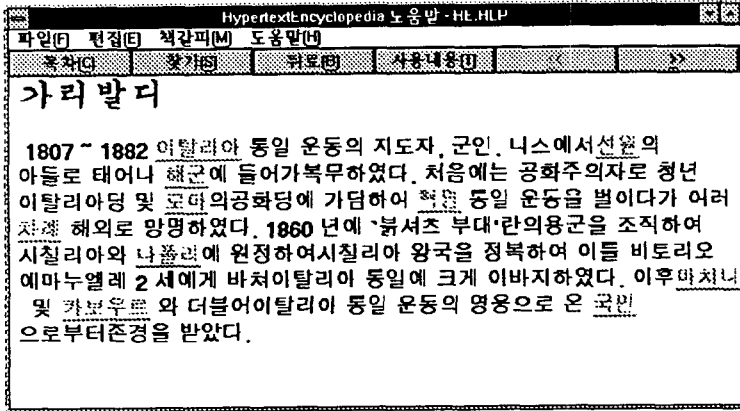 HypertextEncyclopedia 노움말 - HE.HLP
파일(F) 편집(E) 책갈피(M) 도움말(H)
목차(C) 찾기(S) 뒤로(B) 사용내용(T) << >>
가리발디
1807 ~ 1882 이탈리아 통일 운동의 지도자, 군인. 니스에서선원의
아들로 태어나 해군에 들어가복무하였다. 처음에는 공화주의자로 청년
이탈리아딩 및 로마의공화딩에 가덤하여 혁명 통일 운동을 벌이다가 여러
차례 해외로 망명하였다. 1860 년에 '붉셔츠 부대'란의용군을 조직하여
시칠리아와 나폴리에 원정하여시칠리아 왕국을 정복하여 이들 비토리오
에마누엘레 2 세에게 바쳐이탈리아 통일에 크게 이바지하였다. 이후마치니
및 카보우르 와 더불어이탈리아 통일 운동의 영웅으로 온 국민
으로부터존경을 받았다.